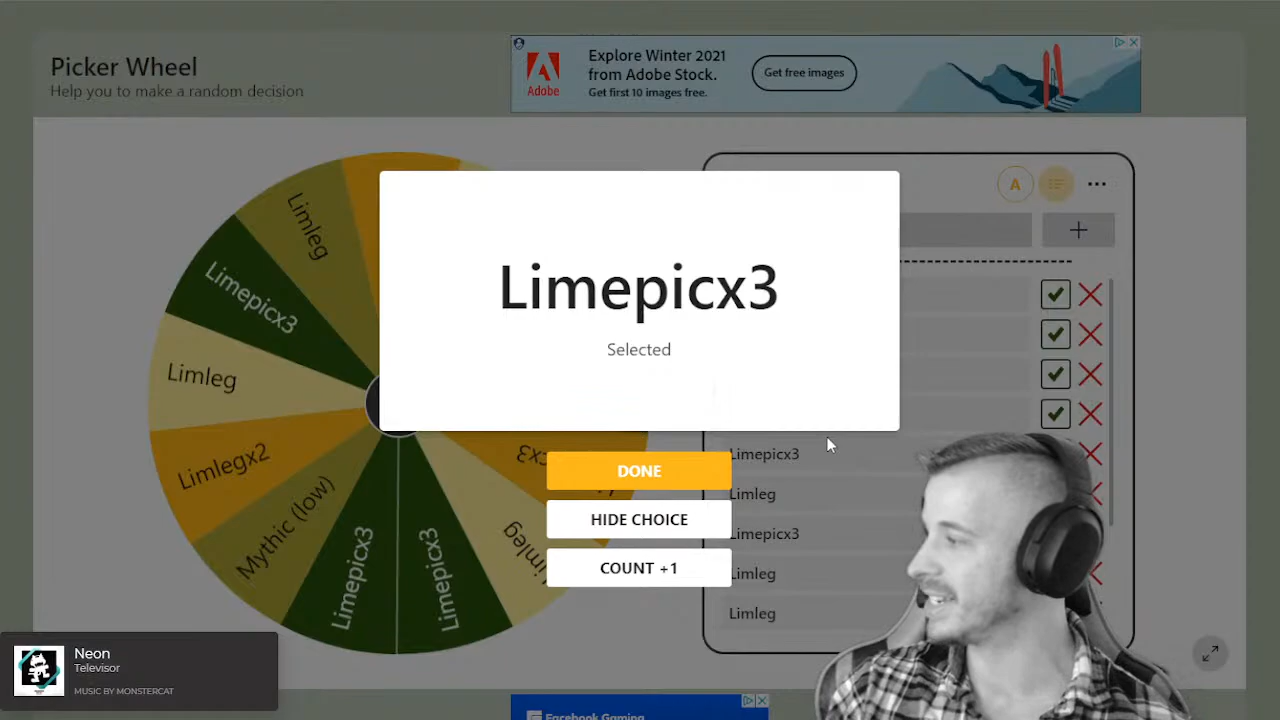 Picker Wheel
Help you to make a random decision
Adobe
Explore Winter 2021
from Adobe Stock.
Get first 10 images free.
Get free images
A
Limleg
Limepicx3
Limleg
Limlegx2
Mythic (low)
Limepicx3
Limepicx3
Limleg
Limepicx3
Selected
DONE
HIDE CHOICE
COUNT +1
Limepicx3
Limleg
Limepicx3
Limleg
Limleg
Neon
Televisor
MUSIC BY MONSTERCAT
Facebook Gaming